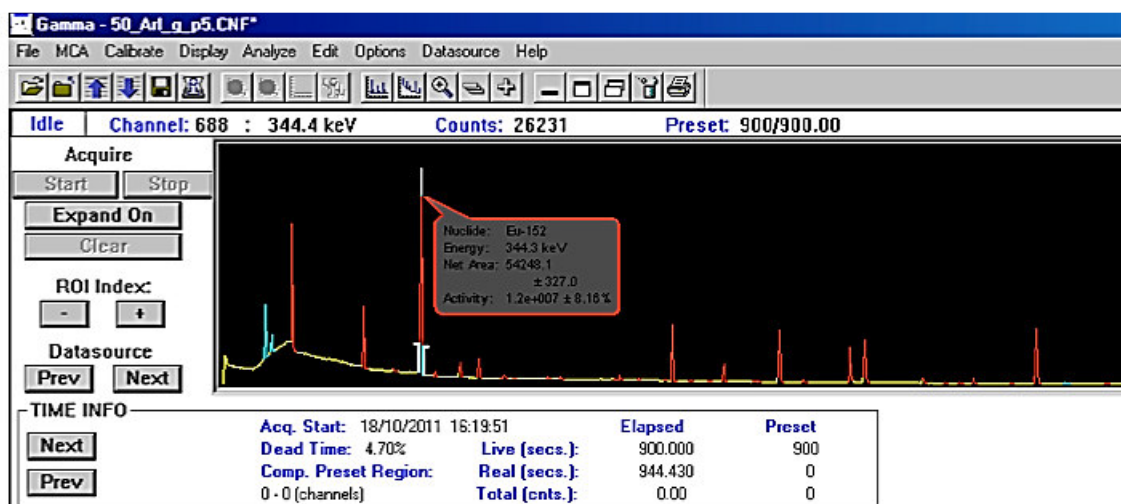 Gamma - 50_Art_g_p5.CNF*
File MCA Calibrate Display Analyze Edit Options Datasource Help
Idle Channel: 688 : 344.4 keV Counts: 26231 Preset: 900/900.00
Acquire
Start Stop
Expand On
Clear
ROI Index:
- +
Datasource
Prev Next
Nuclide: Eu-152
Energy: 344.3 keV
Net Area: 54248.1
± 327.0
Activity: 1.2e+007 ± 8,16%
TIME INFO
Next
Prev
Acq. Start: 18/10/2011 16:19:51 Elapsed Preset
Dead Time: 4.70% Live (secs.): 900.000 900
Comp. Preset Region: Real (secs.): 944.430 0
0 - 0 (channels) Total (cnts.): 0.00 0